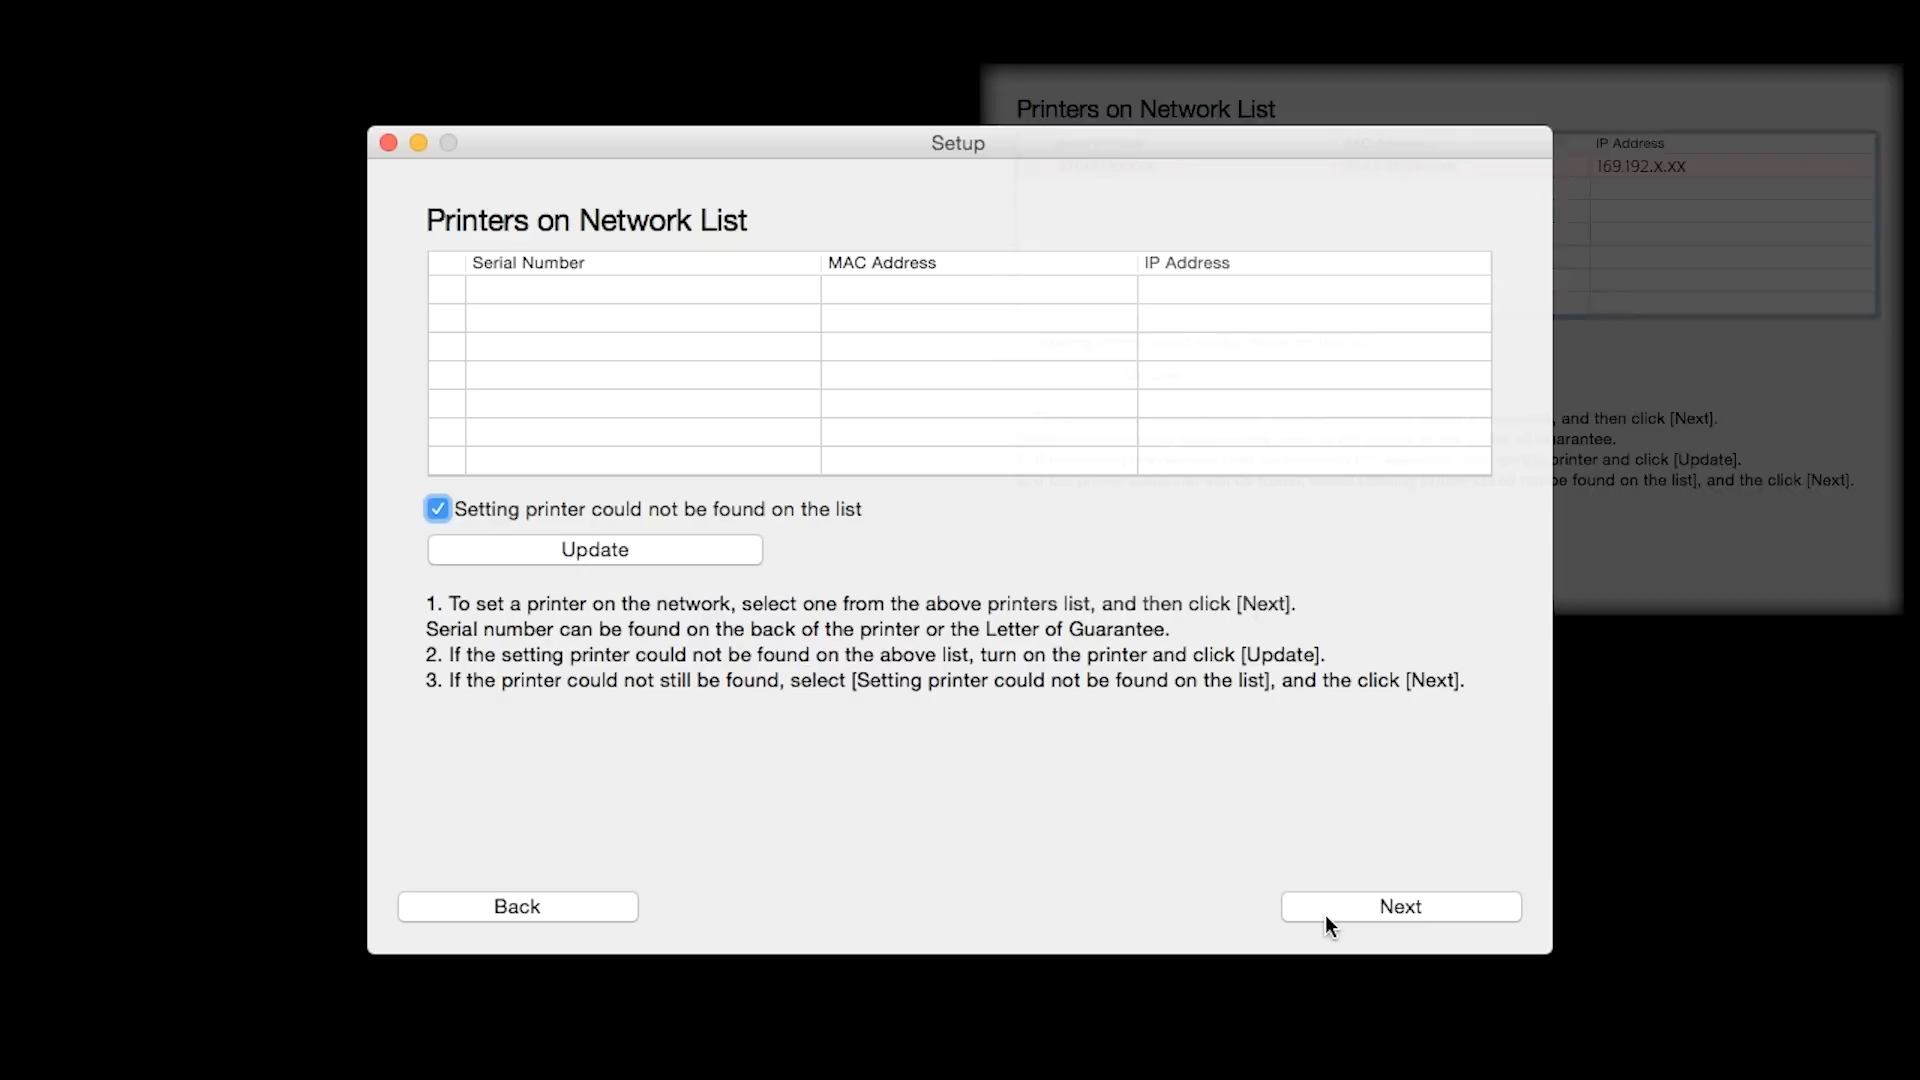 Printers on Network List
IP Address
169.192.X.XX
Setup
Printers on Network List
Serial Number MAC Address IP Address
Setting printer could not be found on the list
Update
1. To set a printer on the network, select one from the above printers list, and then click [Next].
Serial number can be found on the back of the printer or the Letter of Guarantee.
2. If the setting printer could not be found on the above list, turn on the printer and click [Update].
3. If the printer could not still be found, select [Setting printer could not be found on the list], and the click [Next].
Back
Next
, and then click [Next].
arantee.
printer and click [Update].
be found on the list], and the click [Next].